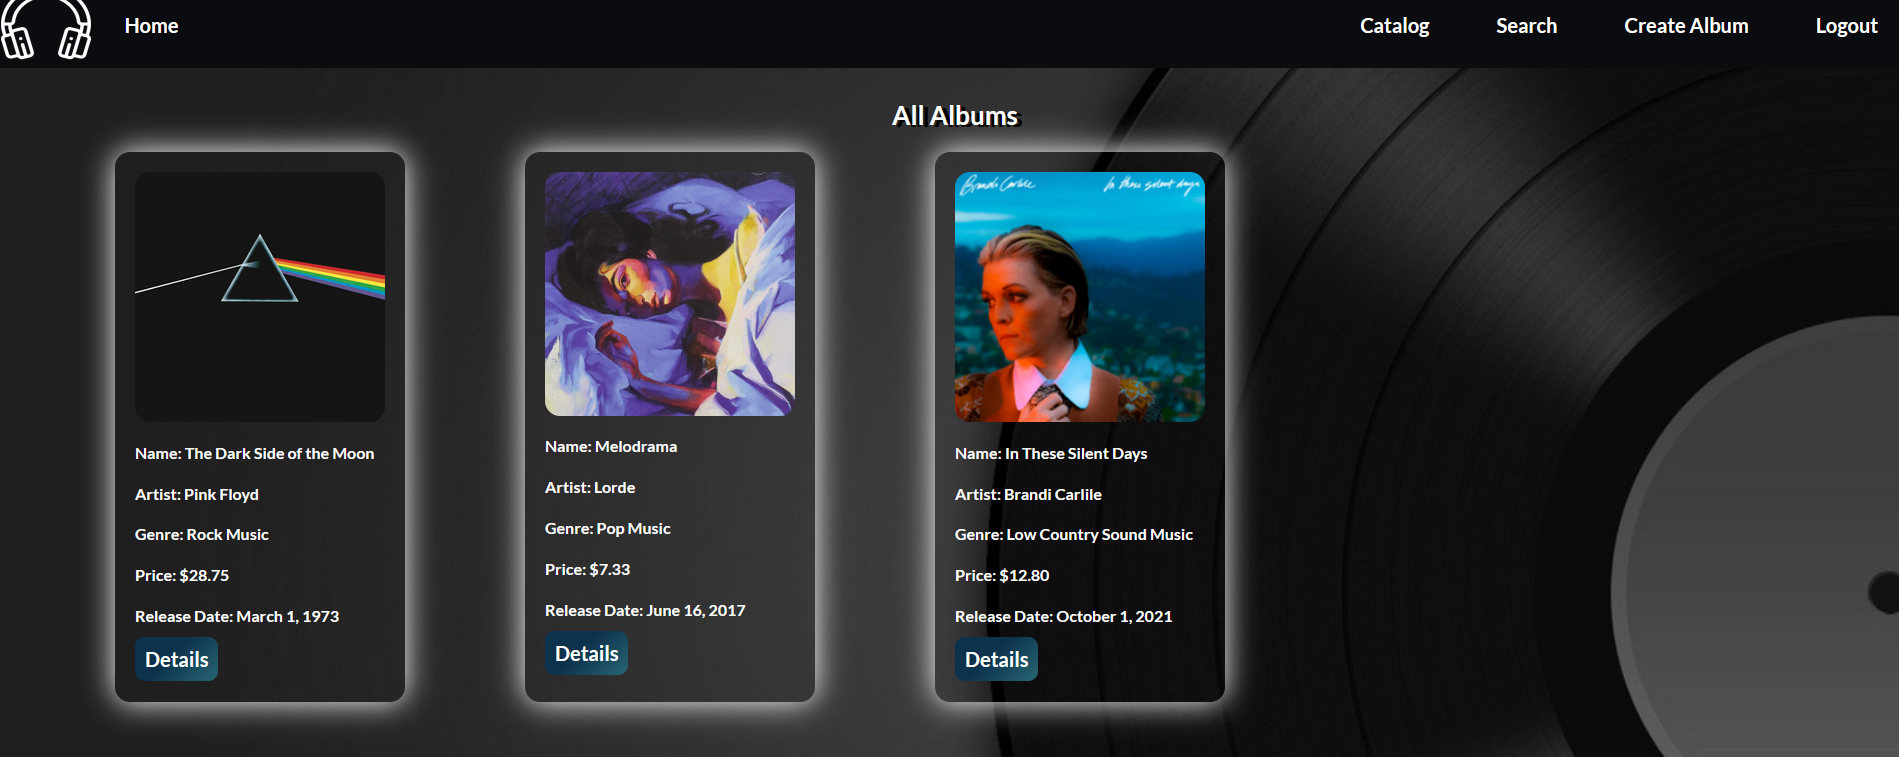 Home
Catalog
Search
Create Album
Logout
All Albums
Name: The Dark Side of the Moon
Artist: Pink Floyd
Genre: Rock Music
Price: $28.75
Release Date: March 1, 1973
Details
Name: Melodrama
Artist: Lorde
Genre: Pop Music
Price: $7.33
Release Date: June 16, 2017
Details
Brandi Carlile
In these silent days
Name: In These Silent Days
Artist: Brandi Carlile
Genre: Low Country Sound Music
Price: $12.80
Release Date: October 1, 2021
Details